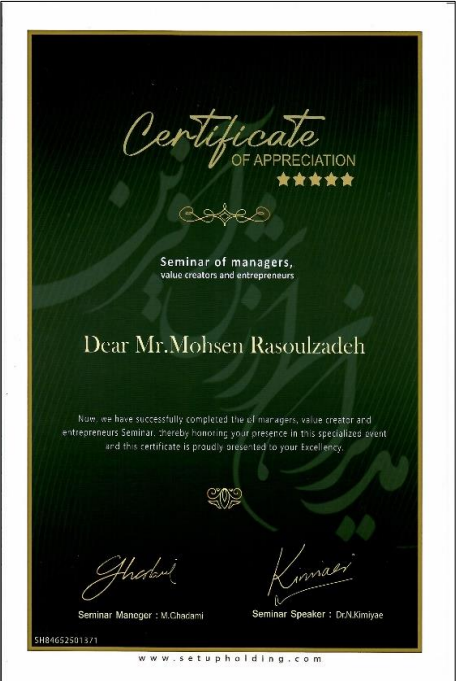 Certificate
OF APPRECIATION
Seminar of managers,
value creators and entrepreneurs
Dear Mr.Mohsen Rasoulzadeh
Now, we have successfully completed the of managers, value creator and
entrepreneurs Seminar, thereby honoring your presence in this specialized event
and this certificate is proudly presented to your Excellency.
Ghadami
Kimiaei
Seminar Manager : M.Ghadami
Seminar Speaker : Dr.N.Kimiyae
SH84652501371
www.setupholding.com